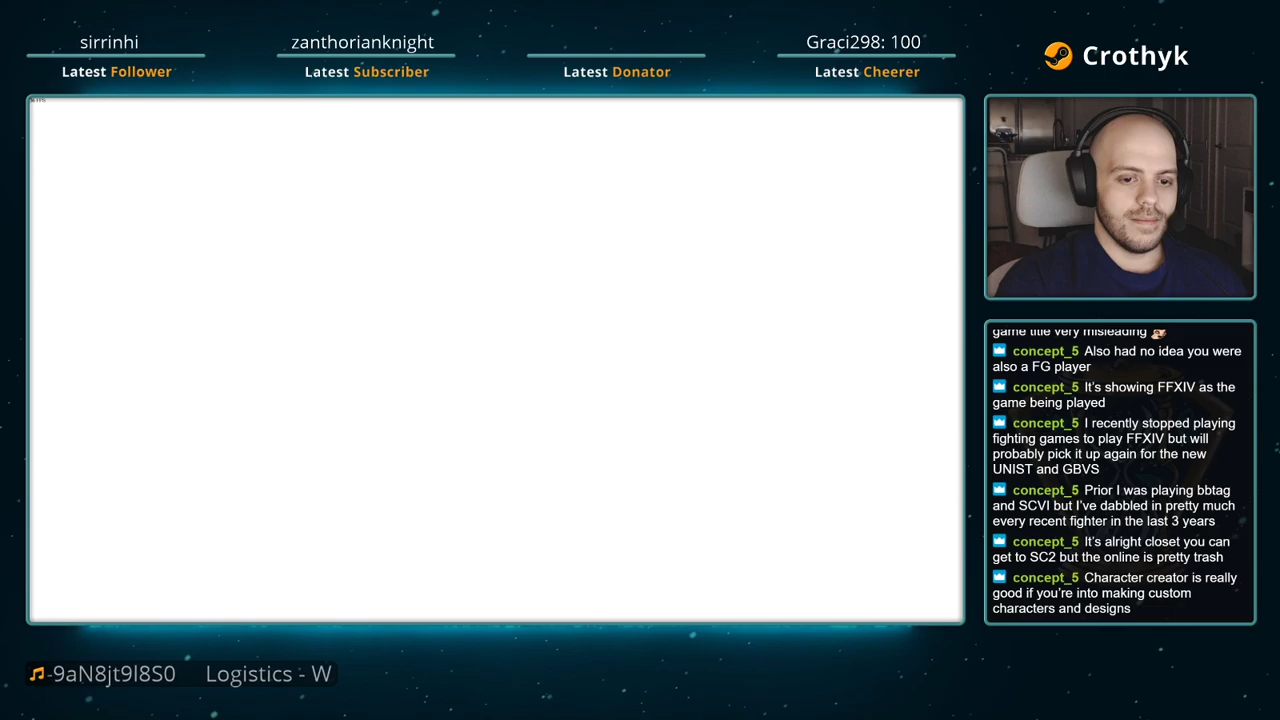 sirrinhi
zanthorianknight
Graci298: 100
Latest Follower
Latest Subscriber
Latest Donator
Latest Cheerer
Crothyk
game title very misleading
concept_5 Also had no idea you were
also a FG player
concept_5 It's showing FFXIV as the
game being played
concept_5 I recently stopped playing
fighting games to play FFXIV but will
probably pick it up again for the new
UNIST and GBVS
concept_5 Prior I was playing bbtag
and SCVI but I've dabbled in pretty much
every recent fighter in the last 3 years
concept_5 It's alright closet you can
get to SC2 but the online is pretty trash
concept_5 Character creator is really
good if you're into making custom
characters and designs
-9aN8jt9I8S0 Logistics - W